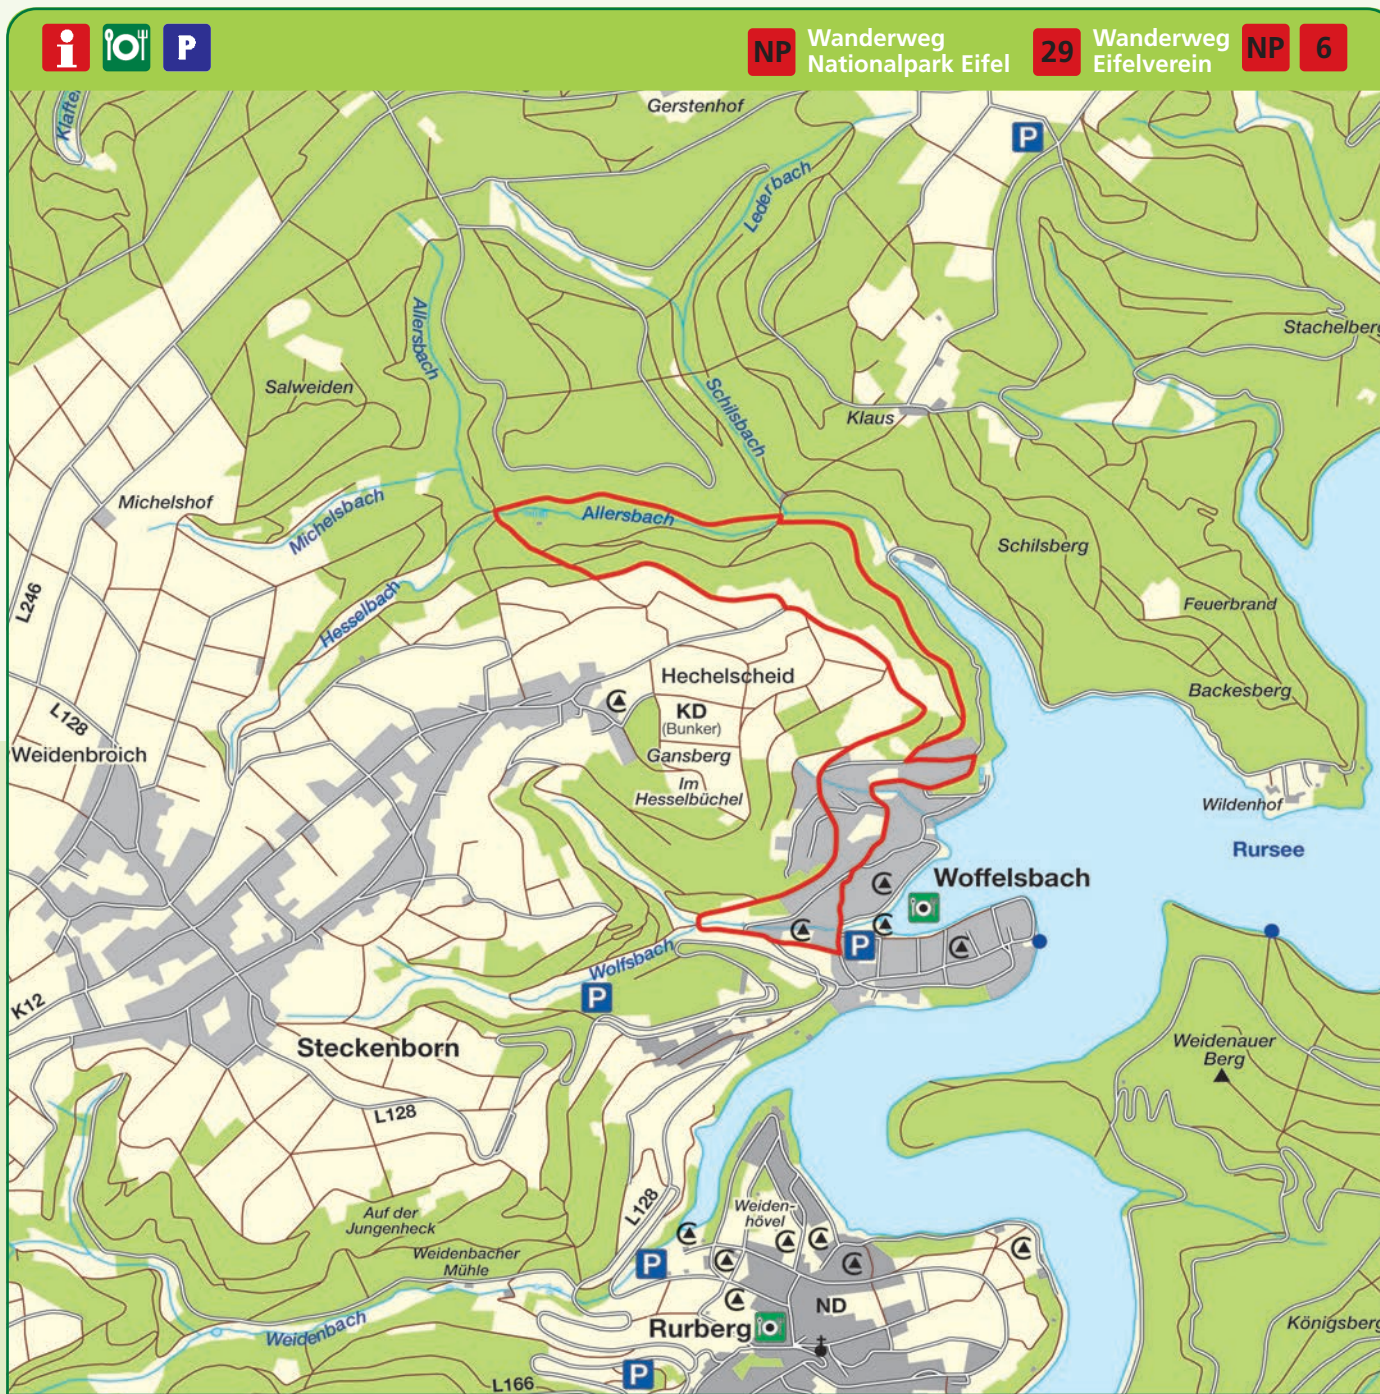 i
P
NP
Wanderweg
Nationalpark Eifel
29
Wanderweg
Eifelverein
NP
6
Gerstenhof
P
Lederbach
Allersbach
Stachelberg
Salweiden
Schilsbach
Klaus
Michelshof
Michelsbach
Allersbach
Schilsberg
L246
Hesselbach
Feuerbrand
Hechelscheid
Backesberg
KD
(Bunker)
L128
Weidenbroich
Gansberg
Im
Hesselbüchel
Wildenhof
Rursee
Woffelsbach
P
Wolfsbach
P
K12
Steckenborn
Weidenauer
Berg
L128
L128
Weiden-
hövel
Auf der
Jungenheck
Weidenbacher
Mühle
P
ND
Weidenbach
Rurberg
Königsberg
P
L166